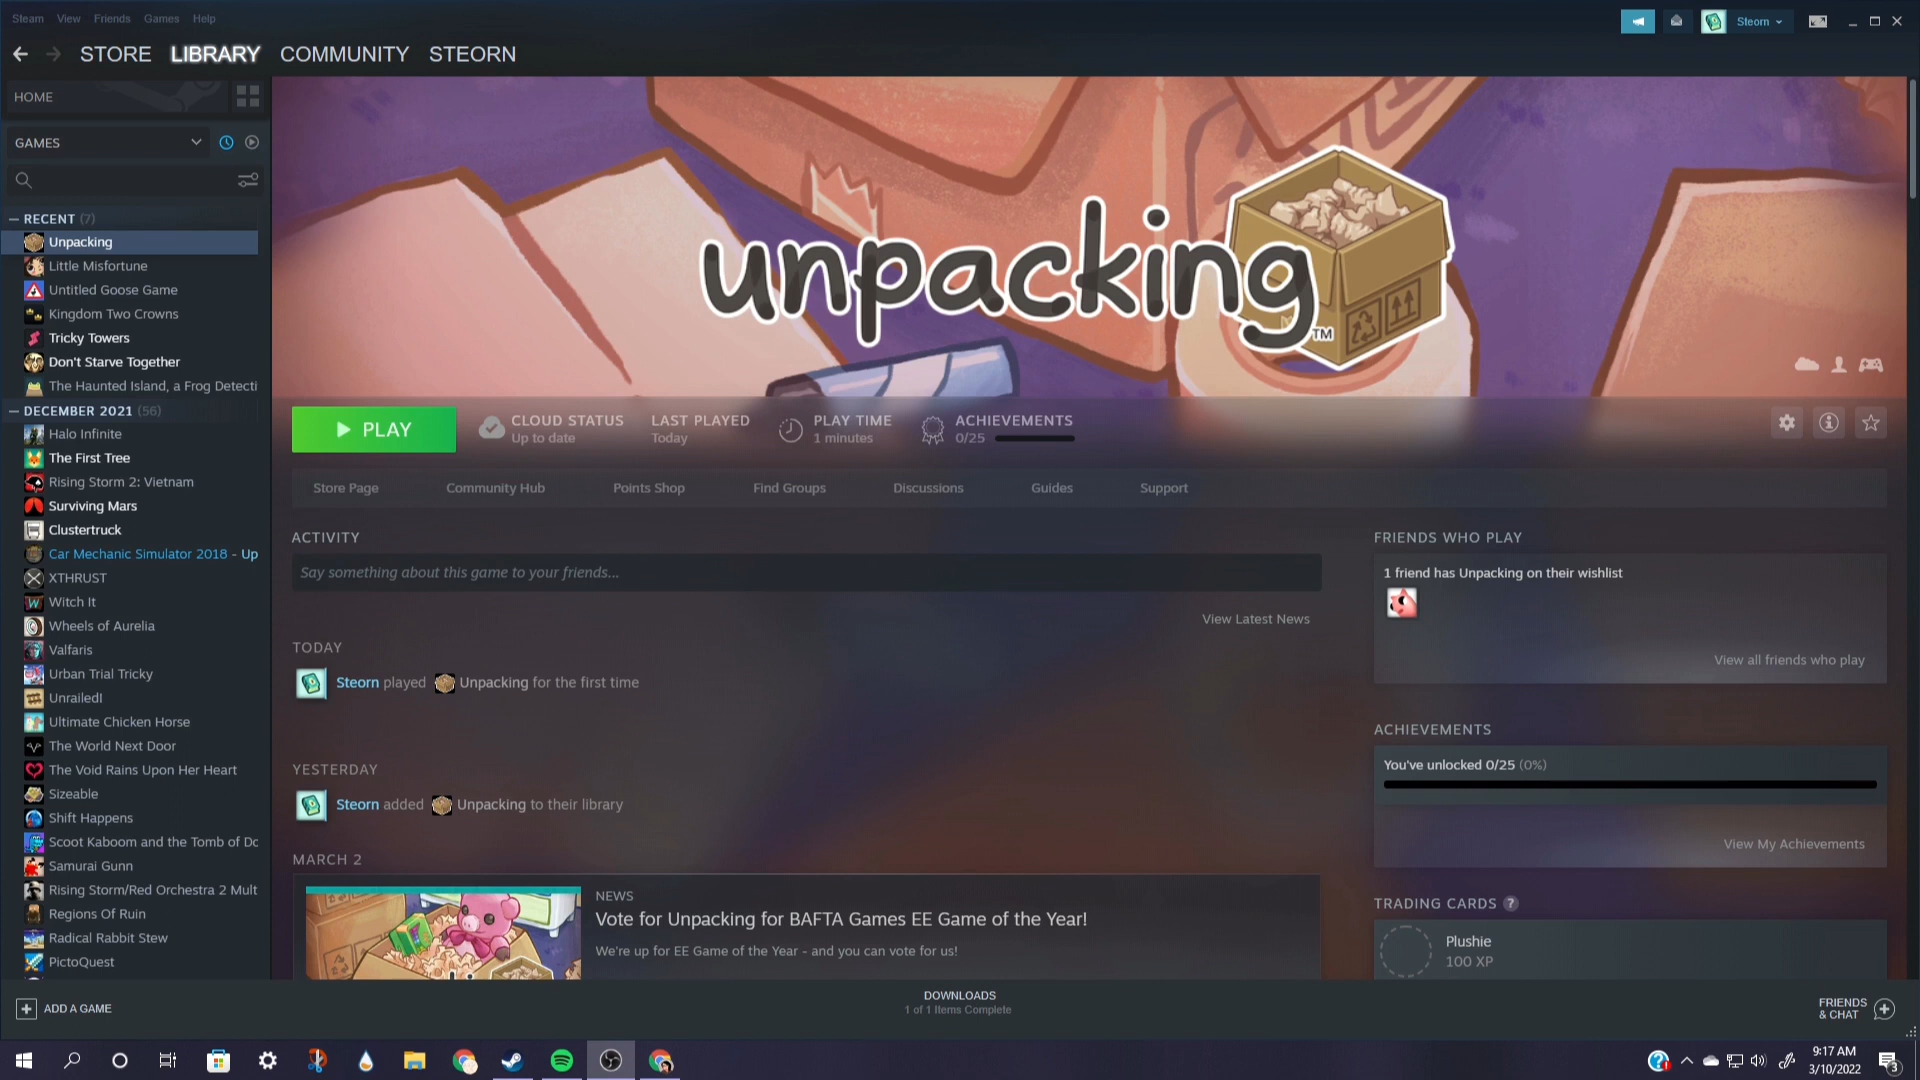 Steam View Friends Games Help
Steorn
STORE LIBRARY COMMUNITY STEORN
HOME
GAMES
RECENT (7)
Unpacking
Little Misfortune
Untitled Goose Game
Kingdom Two Crowns
Tricky Towers
Don't Starve Together
The Haunted Island, a Frog Detecti
DECEMBER 2021 (56)
Halo Infinite
The First Tree
Rising Storm 2: Vietnam
Surviving Mars
Clustertruck
Car Mechanic Simulator 2018 - Up
XTHRUST
Witch It
Wheels of Aurelia
Valfaris
Urban Trial Tricky
Unrailed!
Ultimate Chicken Horse
The World Next Door
The Void Rains Upon Her Heart
Sizeable
Shift Happens
Scoot Kaboom and the Tomb of Dc
Samurai Gunn
Rising Storm/Red Orchestra 2 Mult
Regions Of Ruin
Radical Rabbit Stew
PictoQuest
unpacking TM
PLAY
CLOUD STATUS
Up to date
LAST PLAYED
Today
PLAY TIME
1 minutes
ACHIEVEMENTS
0/25
Store Page Community Hub Points Shop Find Groups Discussions Guides Support
ACTIVITY
Say something about this game to your friends...
View Latest News
TODAY
Steorn played Unpacking for the first time
YESTERDAY
Steorn added Unpacking to their library
MARCH 2
NEWS
Vote for Unpacking for BAFTA Games EE Game of the Year!
We're up for EE Game of the Year - and you can vote for us!
FRIENDS WHO PLAY
1 friend has Unpacking on their wishlist
View all friends who play
ACHIEVEMENTS
You've unlocked 0/25 (0%)
View My Achievements
TRADING CARDS ?
Plushie
100 XP
ADD A GAME
DOWNLOADS
1 of 1 Items Complete
FRIENDS
& CHAT
9:17 AM
3/10/2022
3